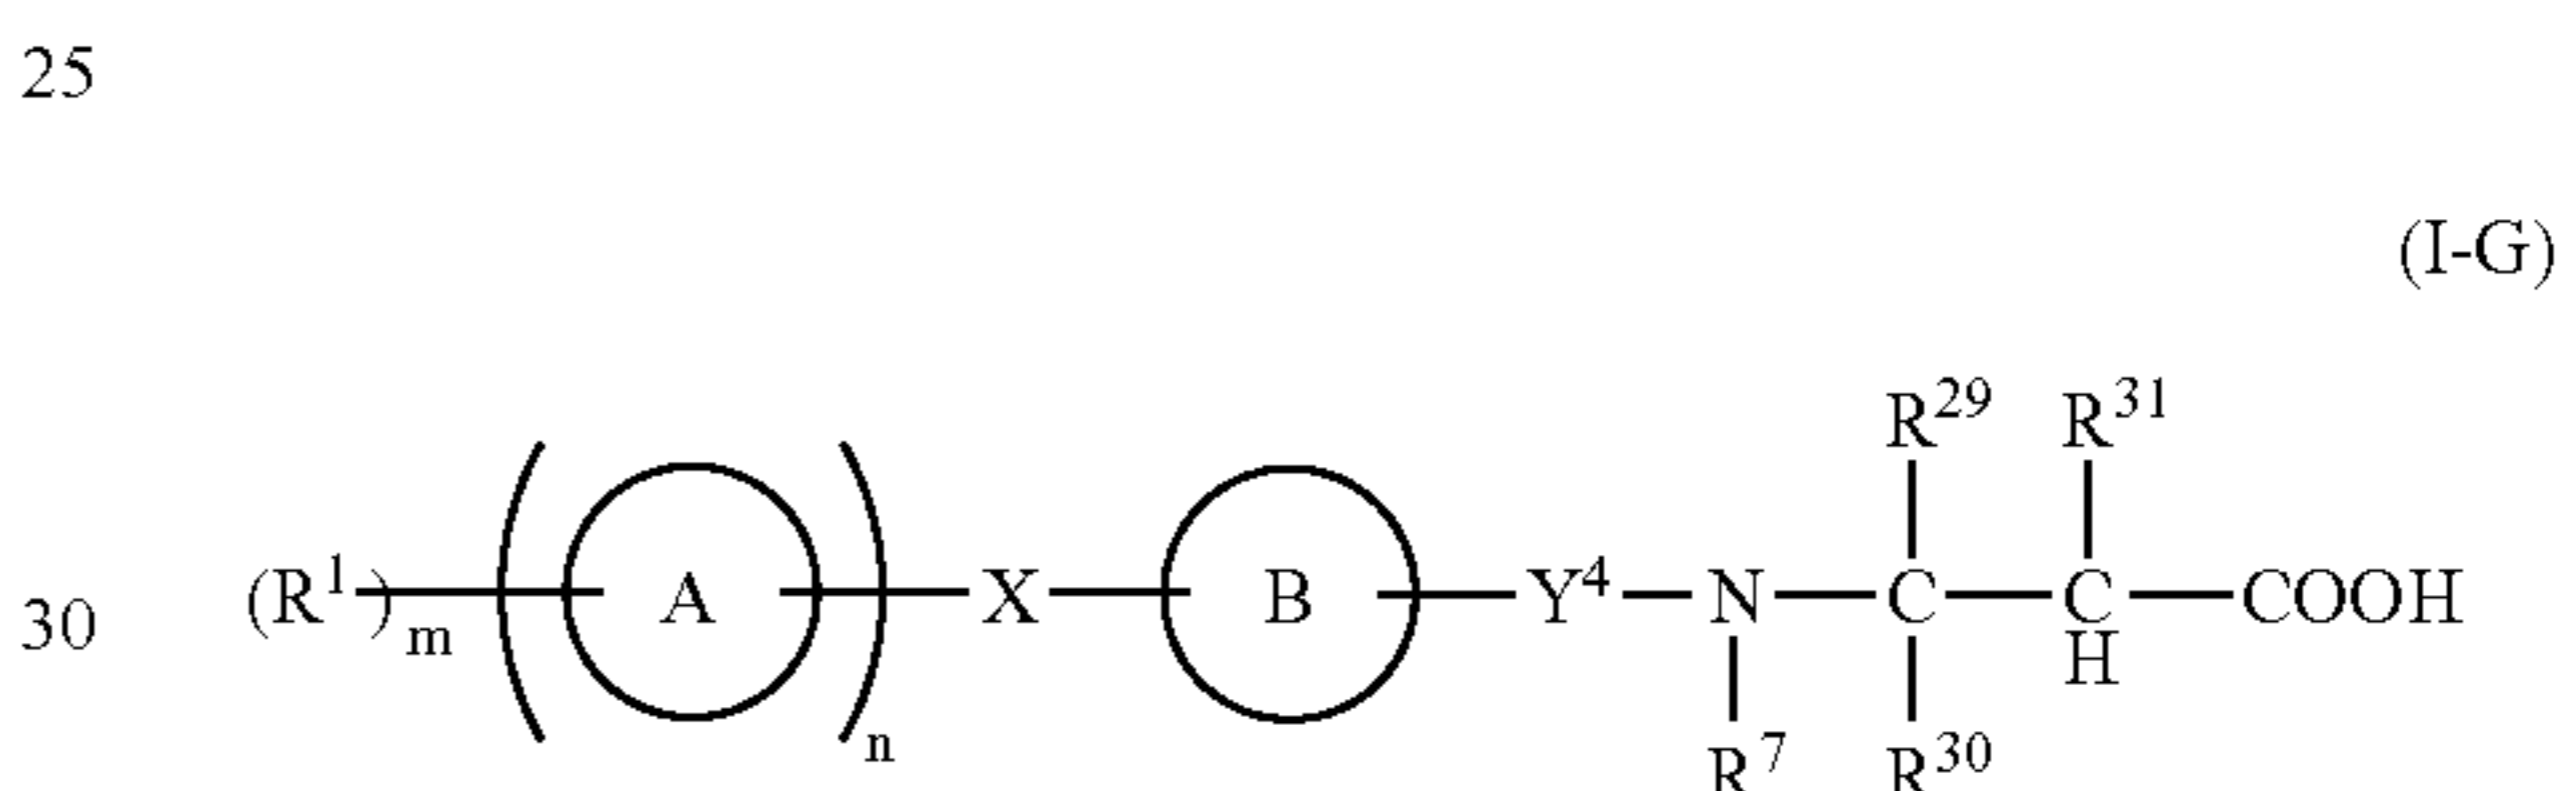 25
(I-G)
R²⁹ R³¹
30 (R¹)m (A)n X B Y⁴ N C C COOH
H
R⁷ R³⁰